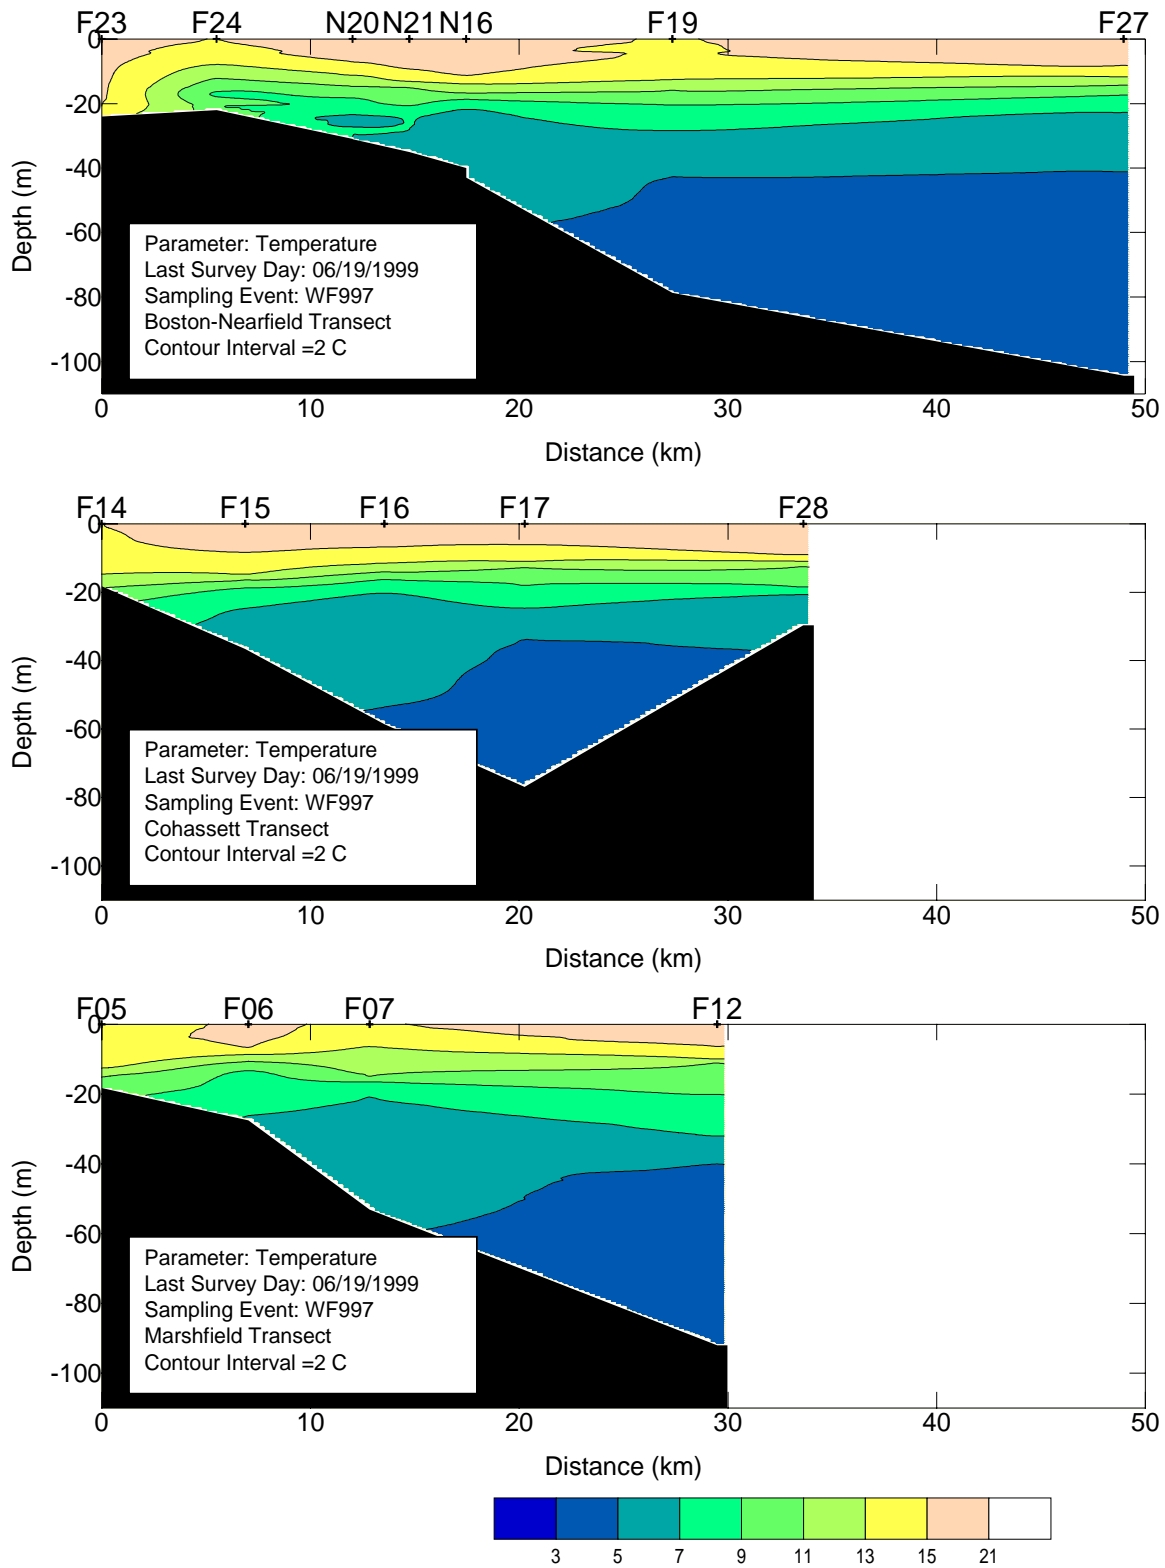 F23 F24 N20 N21 N16 F19 F27
0
-20
-40
-60
-80
-100
Depth (m)
Parameter: Temperature
Last Survey Day: 06/19/1999
Sampling Event: WF997
Boston-Nearfield Transect
Contour Interval =2 C
0 10 20 30 40 50
Distance (km)
F14 F15 F16 F17 F28
0
-20
-40
-60
-80
-100
Depth (m)
Parameter: Temperature
Last Survey Day: 06/19/1999
Sampling Event: WF997
Cohassett Transect
Contour Interval =2 C
0 10 20 30 40 50
Distance (km)
F05 F06 F07 F12
0
-20
-40
-60
-80
-100
Depth (m)
Parameter: Temperature
Last Survey Day: 06/19/1999
Sampling Event: WF997
Marshfield Transect
Contour Interval =2 C
0 10 20 30 40 50
Distance (km)
3 5 7 9 11 13 15 21